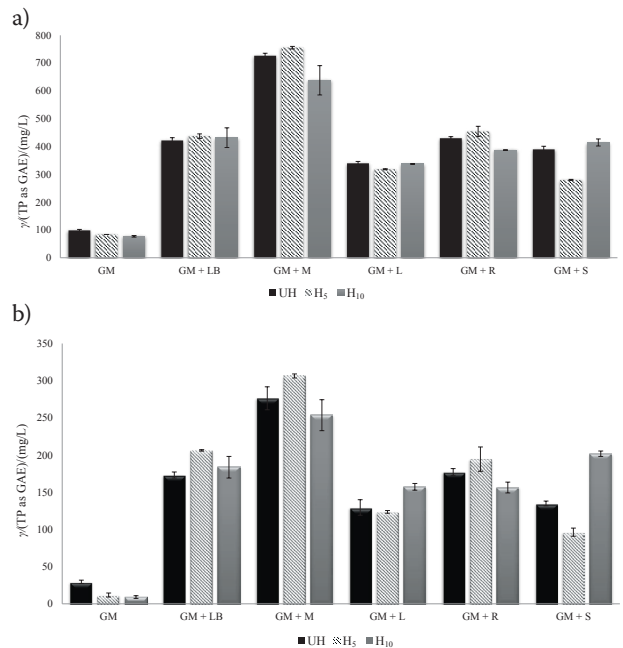 a)
800
700
600
500
400
300
200
100
0
γ/(TP as GAE)/(mg/L)
GM GM + LB GM + M GM + L GM + R GM + S
UH H₅ H₁₀
b)
350
300
250
200
150
100
50
0
γ/(TP as GAE)/(mg/L)
GM GM + LB GM + M GM + L GM + R GM + S
UH H₅ H₁₀